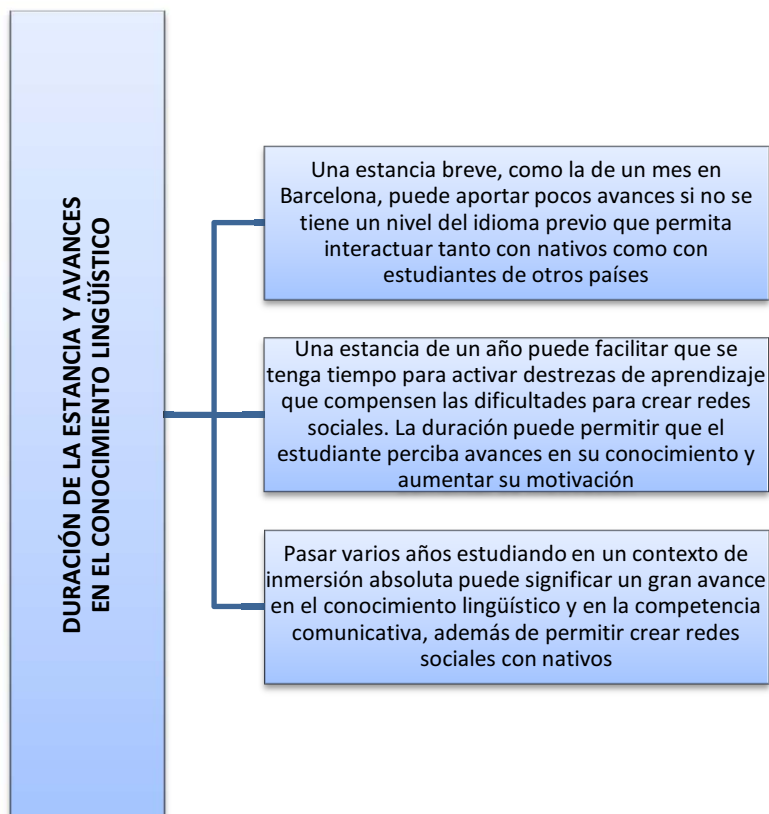 DURACIÓN DE LA ESTANCIA Y AVANCES
EN EL CONOCIMIENTO LINGÜÍSTICO
Una estancia breve, como la de un mes en
Barcelona, puede aportar pocos avances si no se
tiene un nivel del idioma previo que permita
interactuar tanto con nativos como con
estudiantes de otros países
Una estancia de un año puede facilitar que se
tenga tiempo para activar destrezas de aprendizaje
que compensen las dificultades para crear redes
sociales. La duración puede permitir que el
estudiante perciba avances en su conocimiento y
aumentar su motivación
Pasar varios años estudiando en un contexto de
inmersión absoluta puede significar un gran avance
en el conocimiento lingüístico y en la competencia
comunicativa, además de permitir crear redes
sociales con nativos